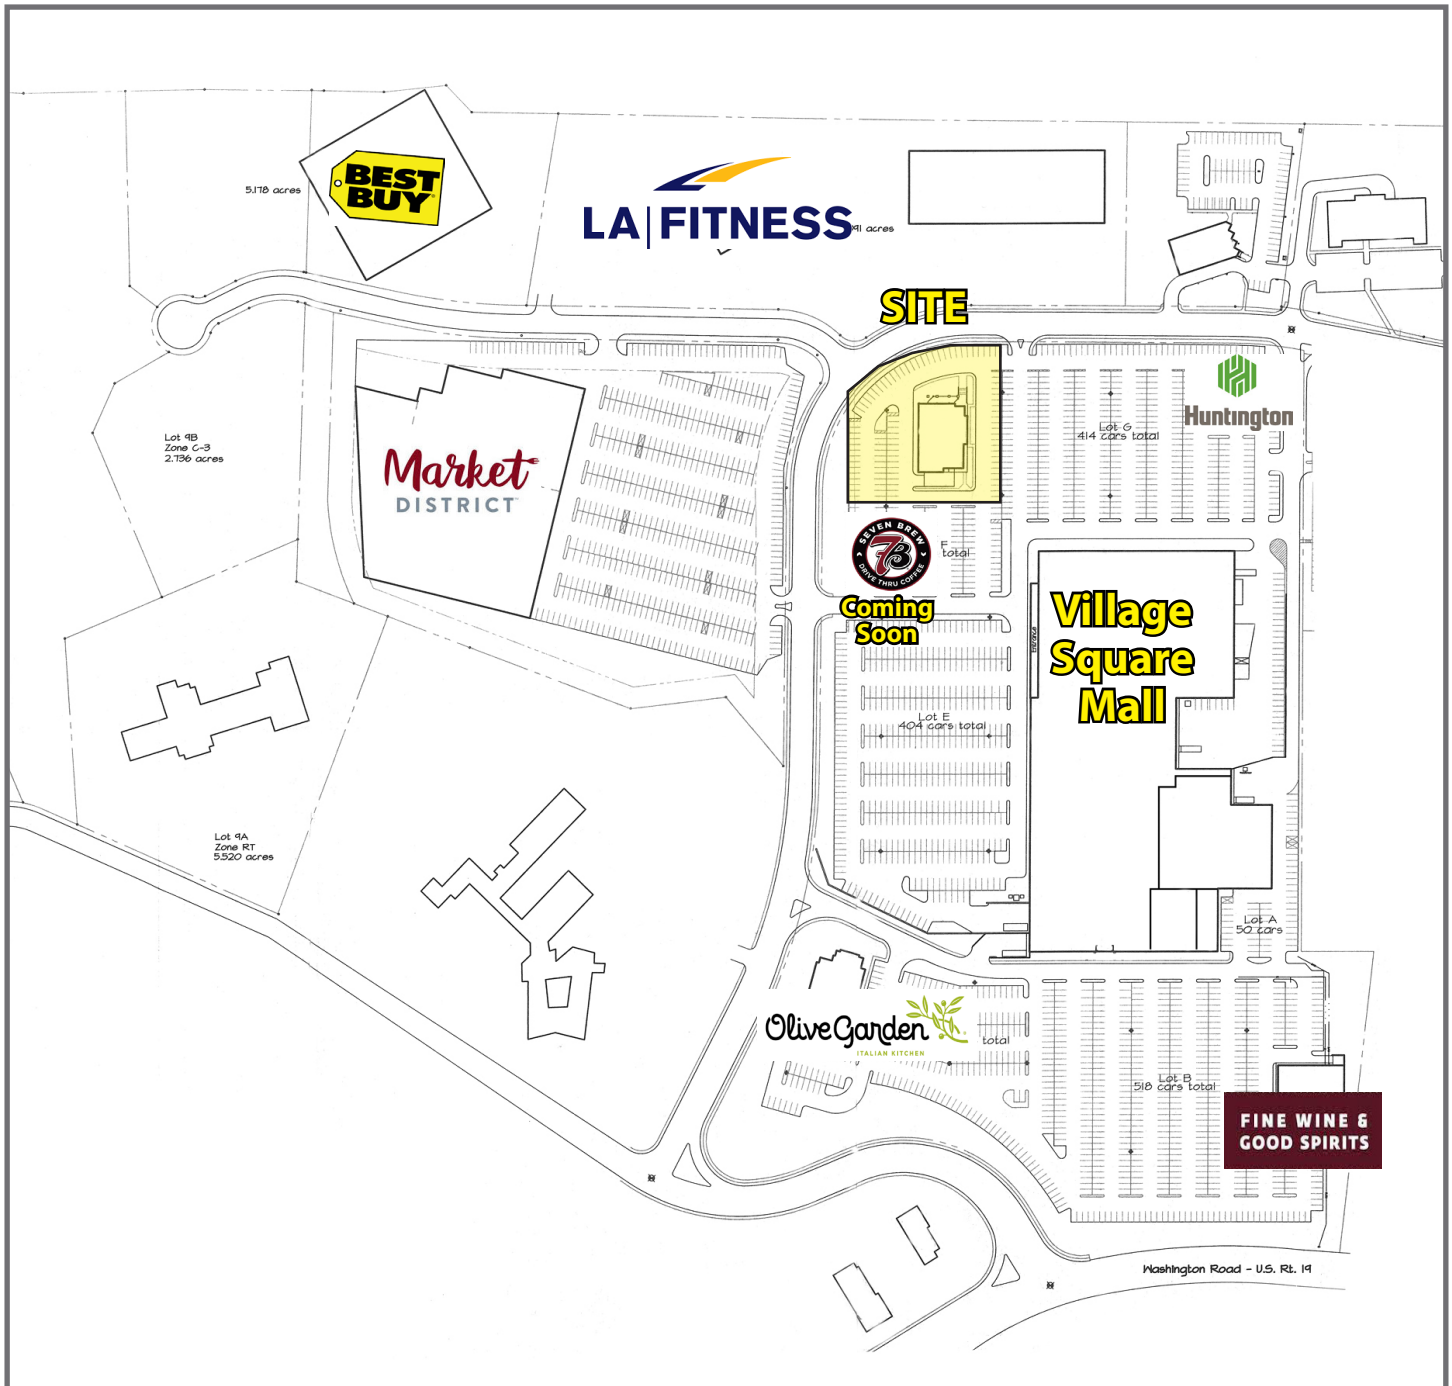 BEST
BUY
5.178 acres
LA FITNESS
acres
SITE
Huntington
Lot G
414 cars total
Lot 9B
Zone C-3
2.736 acres
Market
DISTRICT
SEVEN BREW
7B
DRIVE THRU COFFEE
F
total
Coming
Soon
Entrance
Village
Square
Mall
Lot E
404 cars total
Lot 9A
Zone RT
5.520 acres
Lot A
50 cars
Olive Garden
ITALIAN KITCHEN
total
Lot B
518 cars total
FINE WINE &
GOOD SPIRITS
Washington Road - U.S. Rt. 19